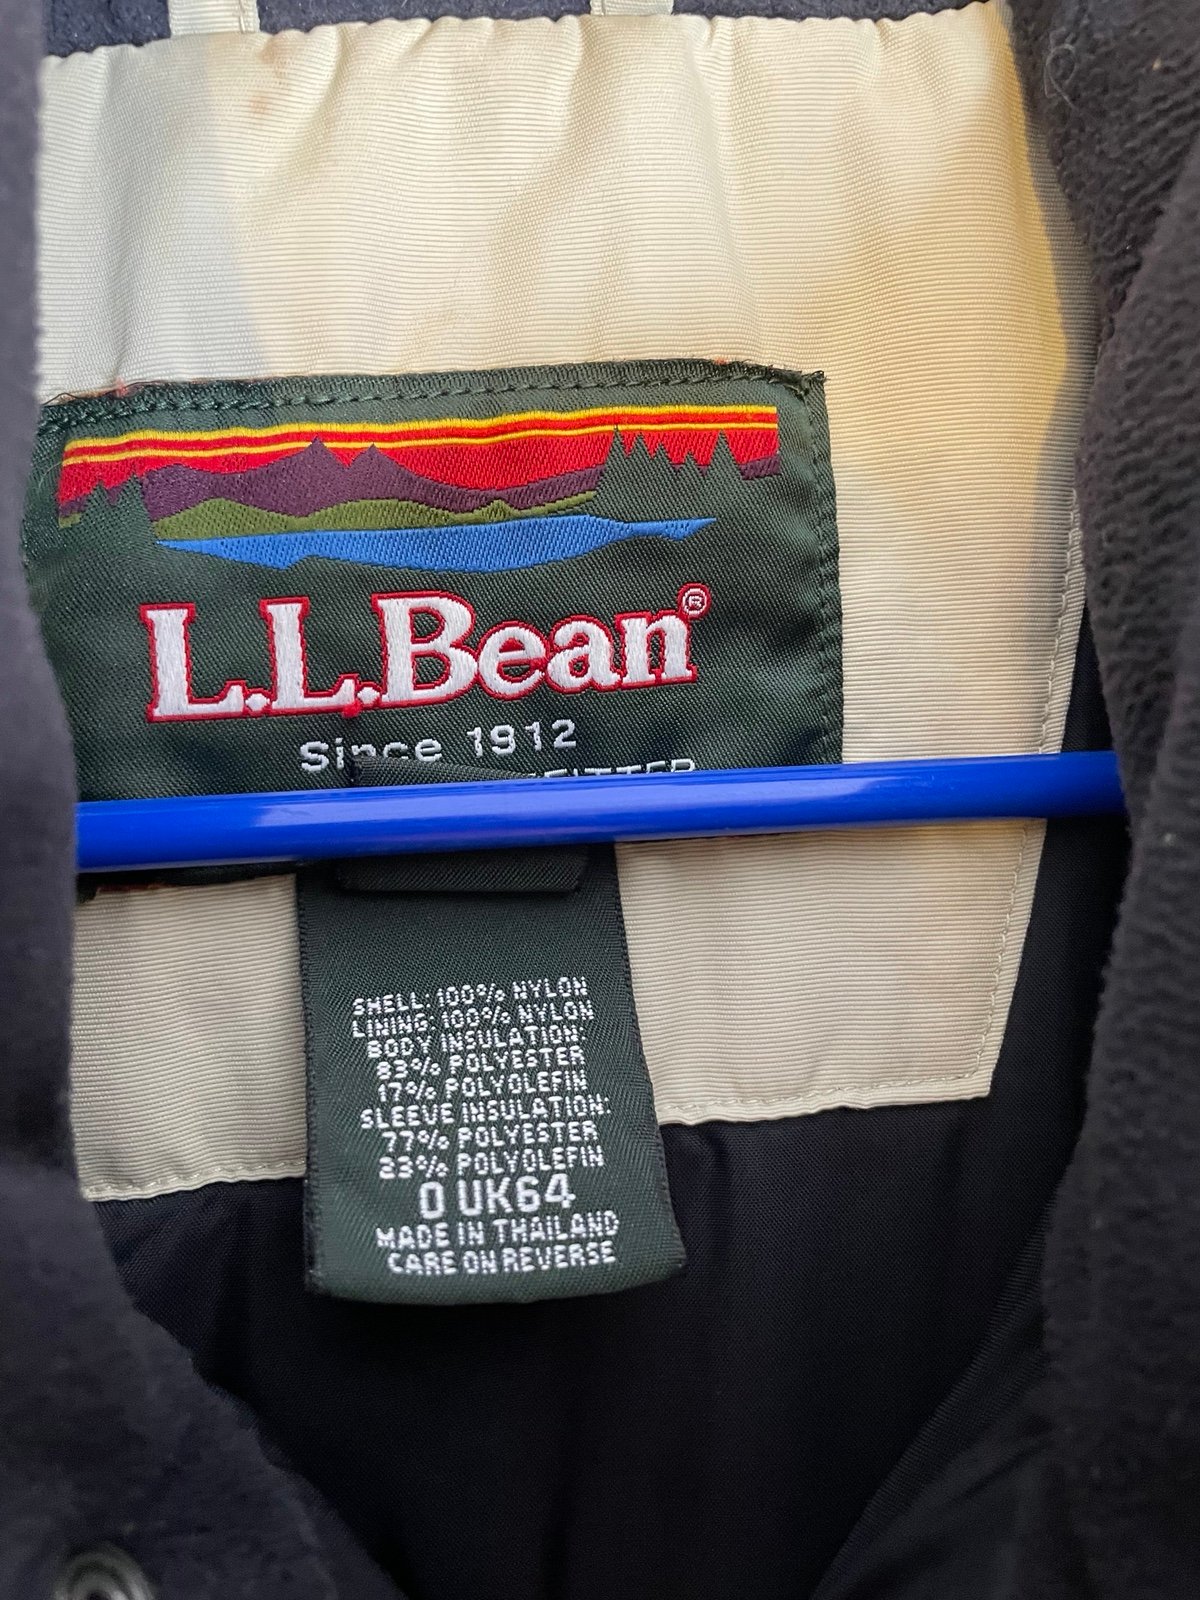 L.L.Bean®
Since 1912
SHELL: 100% NYLON
LINING: 100% NYLON
BODY INSULATION
83% POLYESTER
17% POLYOLEFIN
SLEEVE INSULATION:
77% POLYESTER
23% POLYOLEFIN
0 UK64
MADE IN THAILAND
CARE ON REVERSE